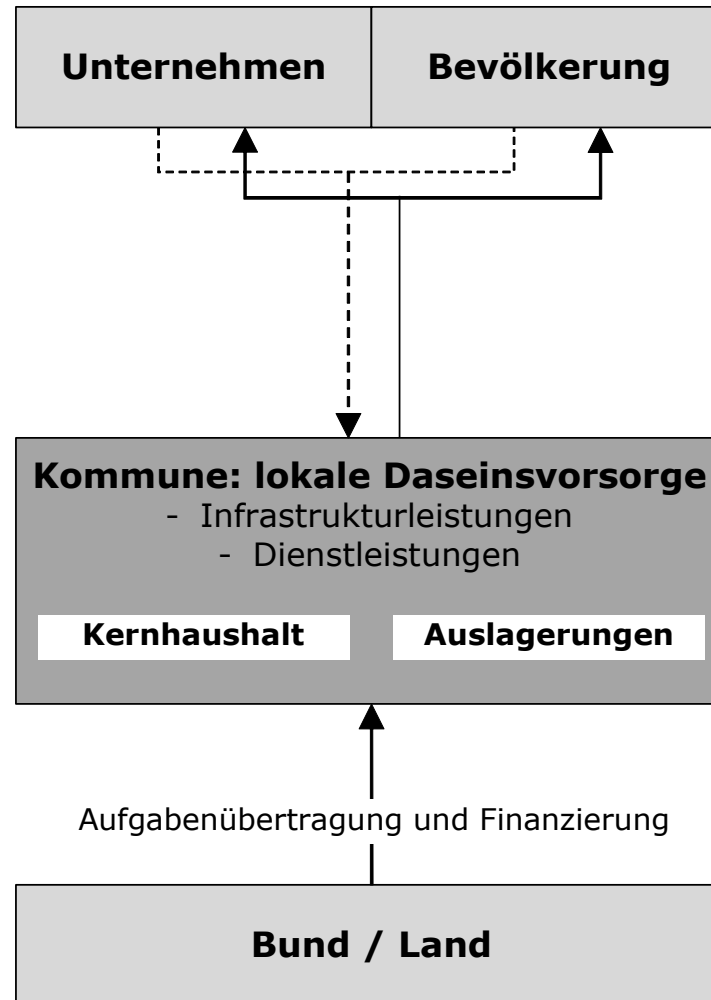 Unternehmen
Bevölkerung
Kommune: lokale Daseinsvorsorge
- Infrastrukturleistungen
- Dienstleistungen
Kernhaushalt
Auslagerungen
Aufgabenübertragung und Finanzierung
Bund / Land